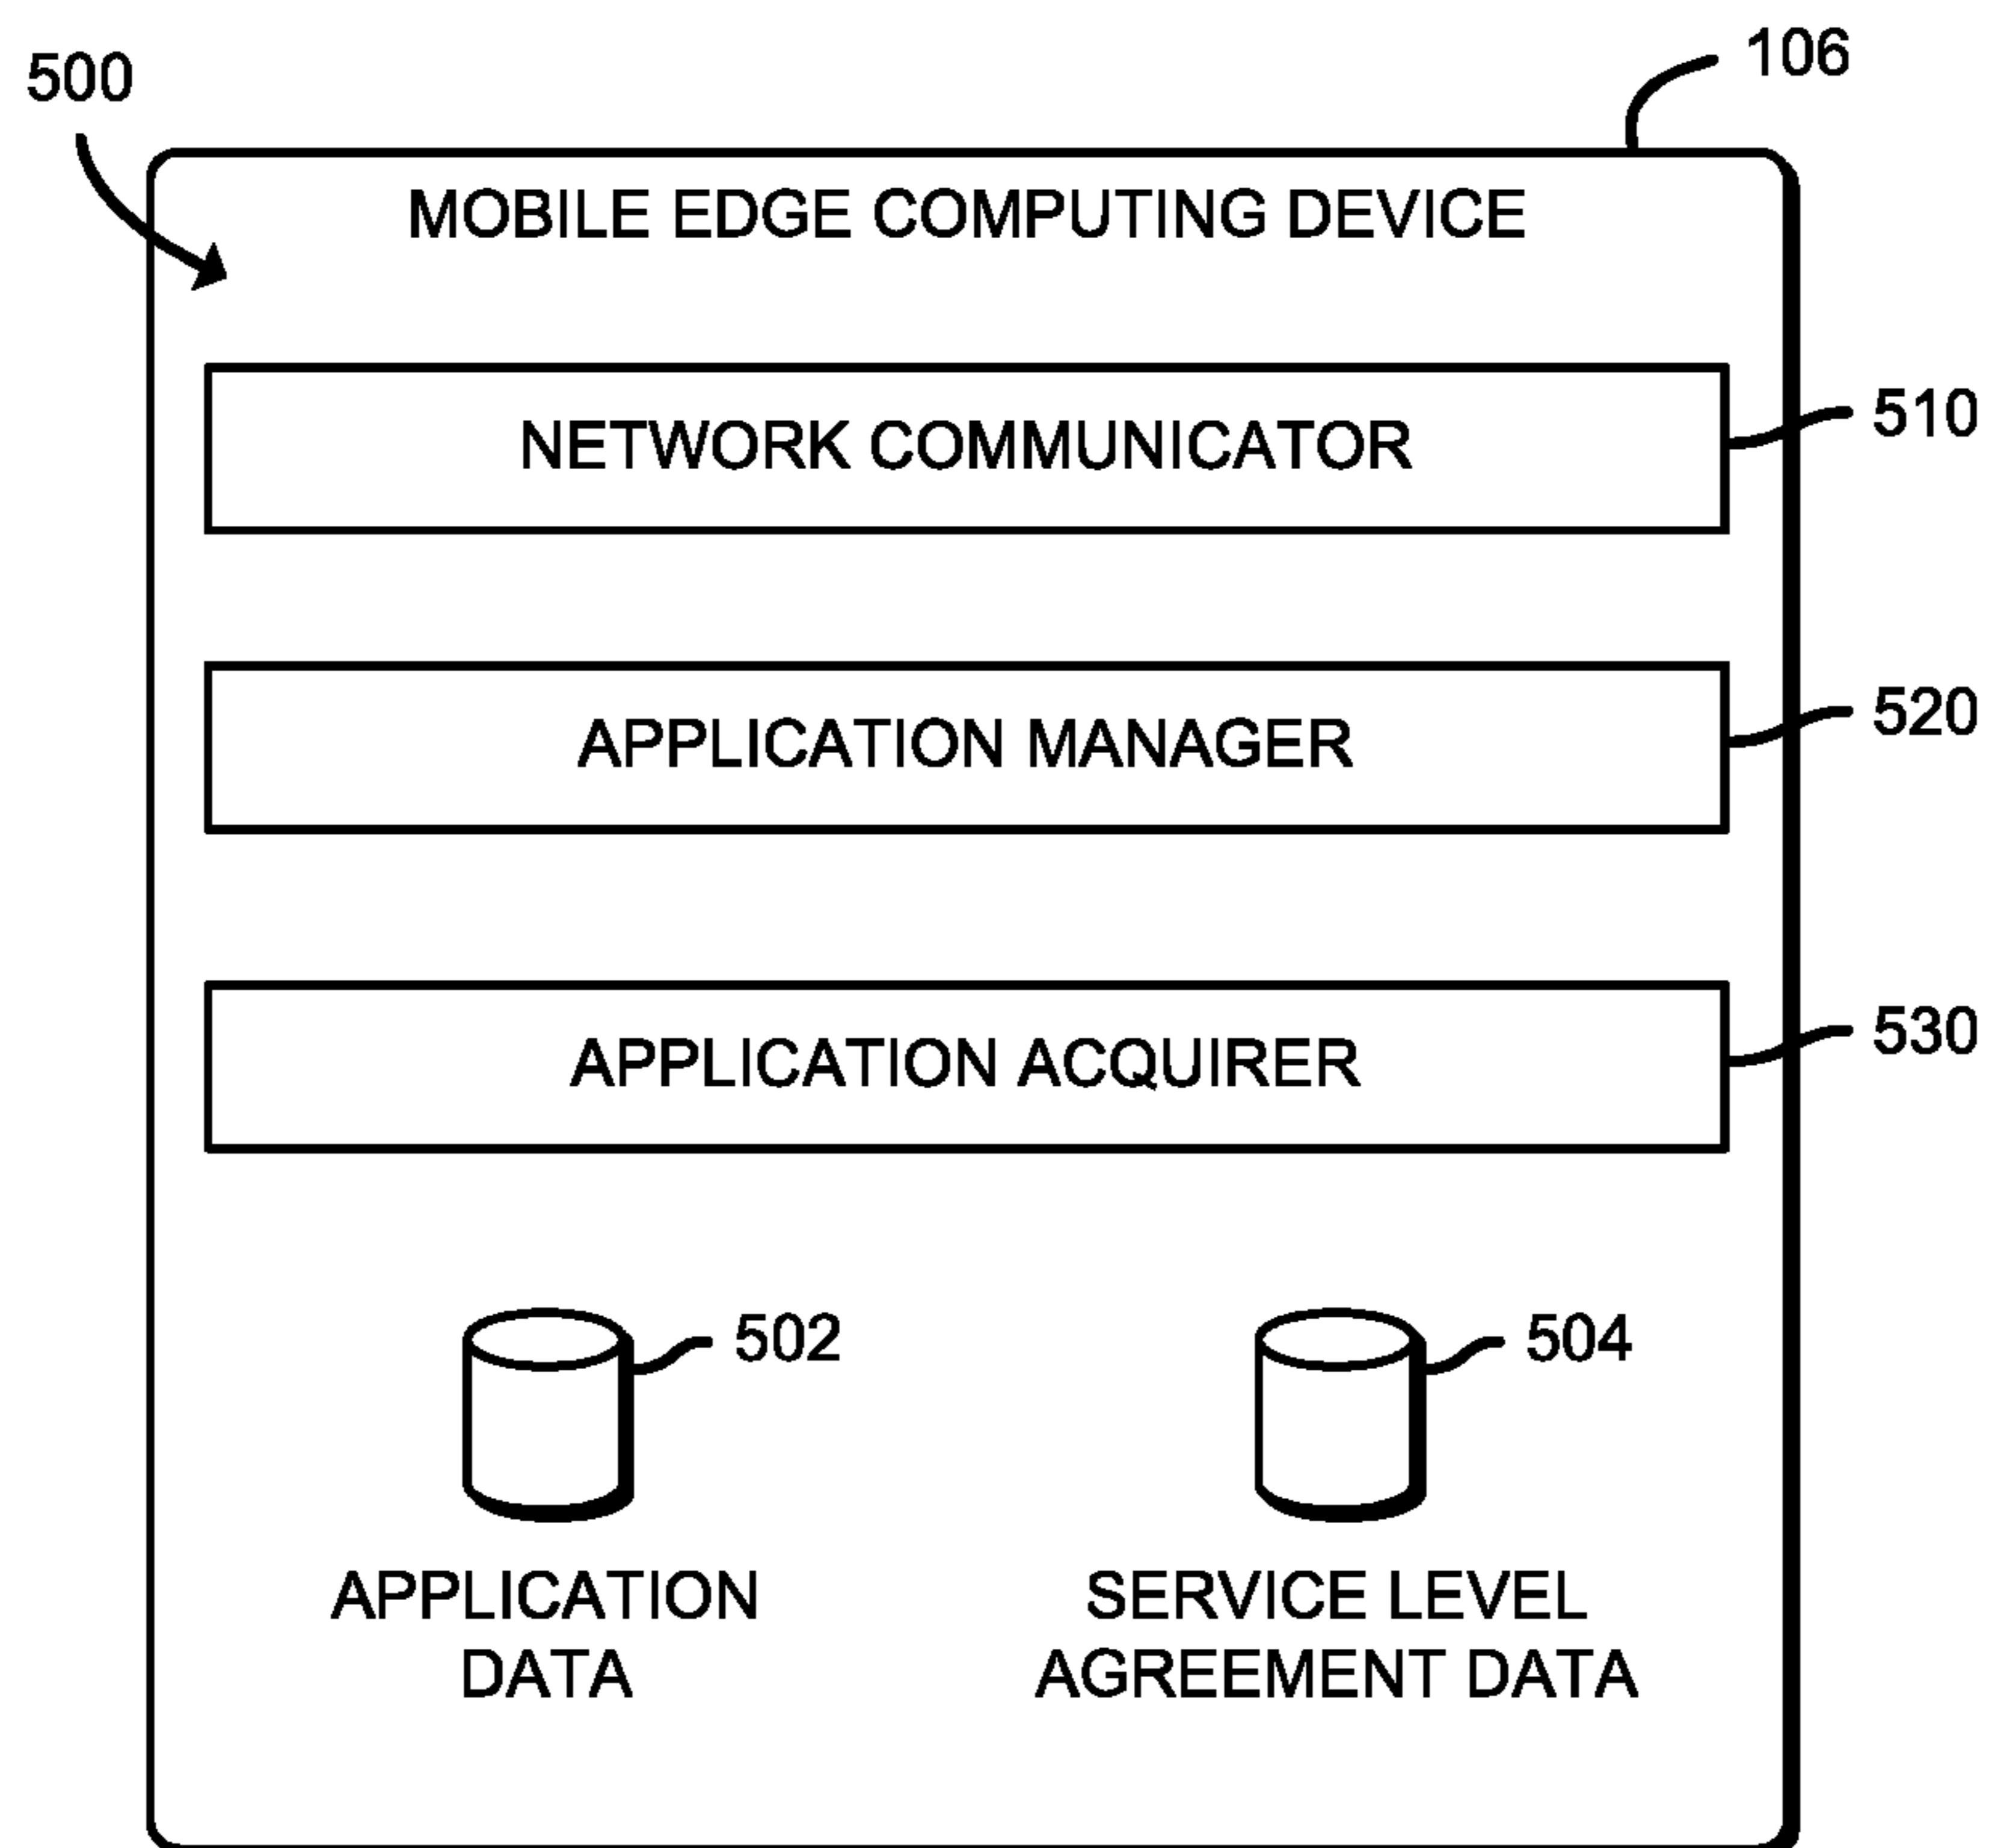 106
500
MOBILE EDGE COMPUTING DEVICE
NETWORK COMMUNICATOR
510
APPLICATION MANAGER
520
APPLICATION ACQUIRER
530
502
504
APPLICATION
DATA
SERVICE LEVEL
AGREEMENT DATA